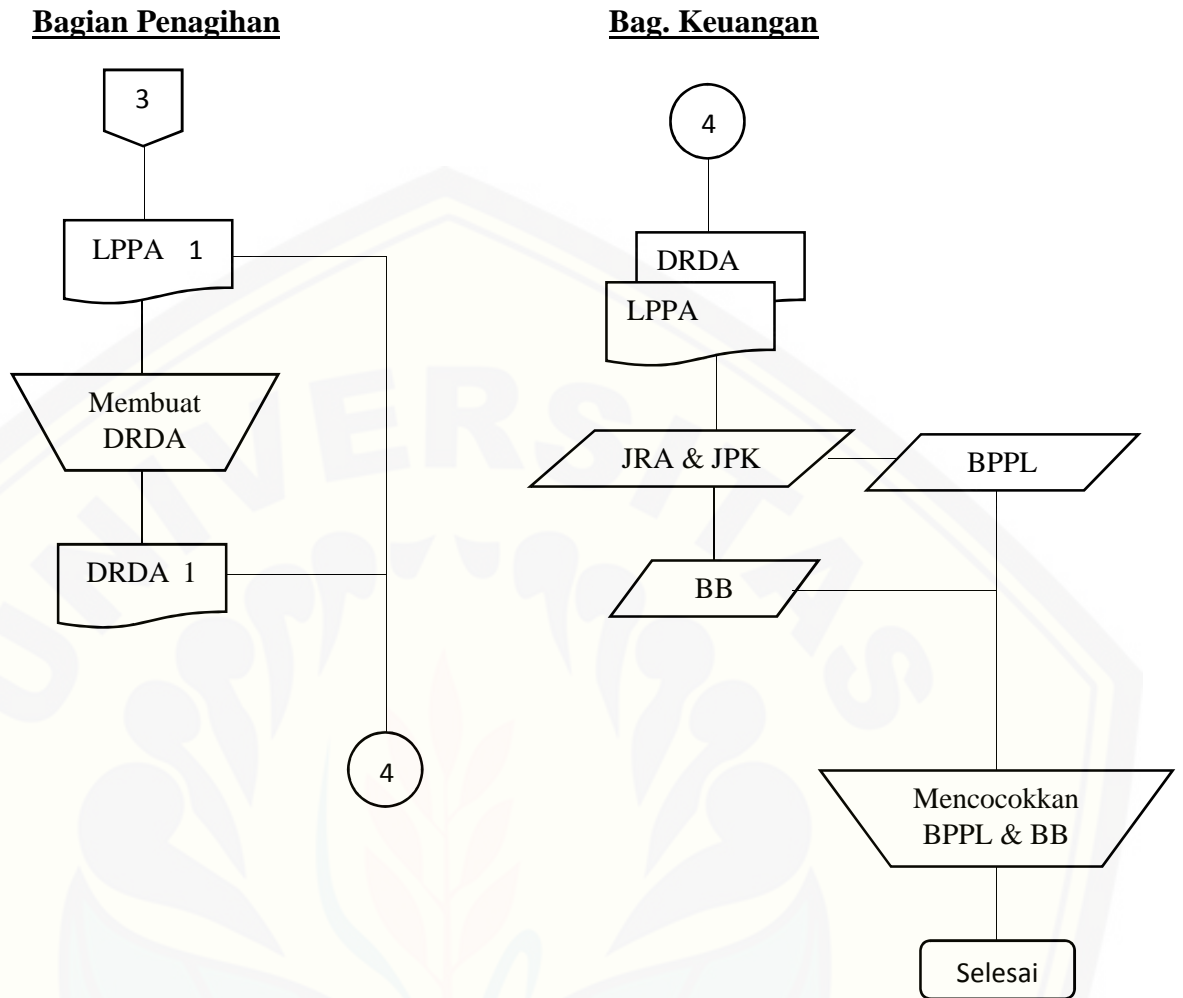 Bagian Penagihan
3
LPPA 1
Membuat
DRDA
DRDA 1
4
Bag. Keuangan
4
DRDA
LPPA
JRA & JPK
BPPL
BB
Mencocokkan
BPPL & BB
Selesai
UNIVERSITAS